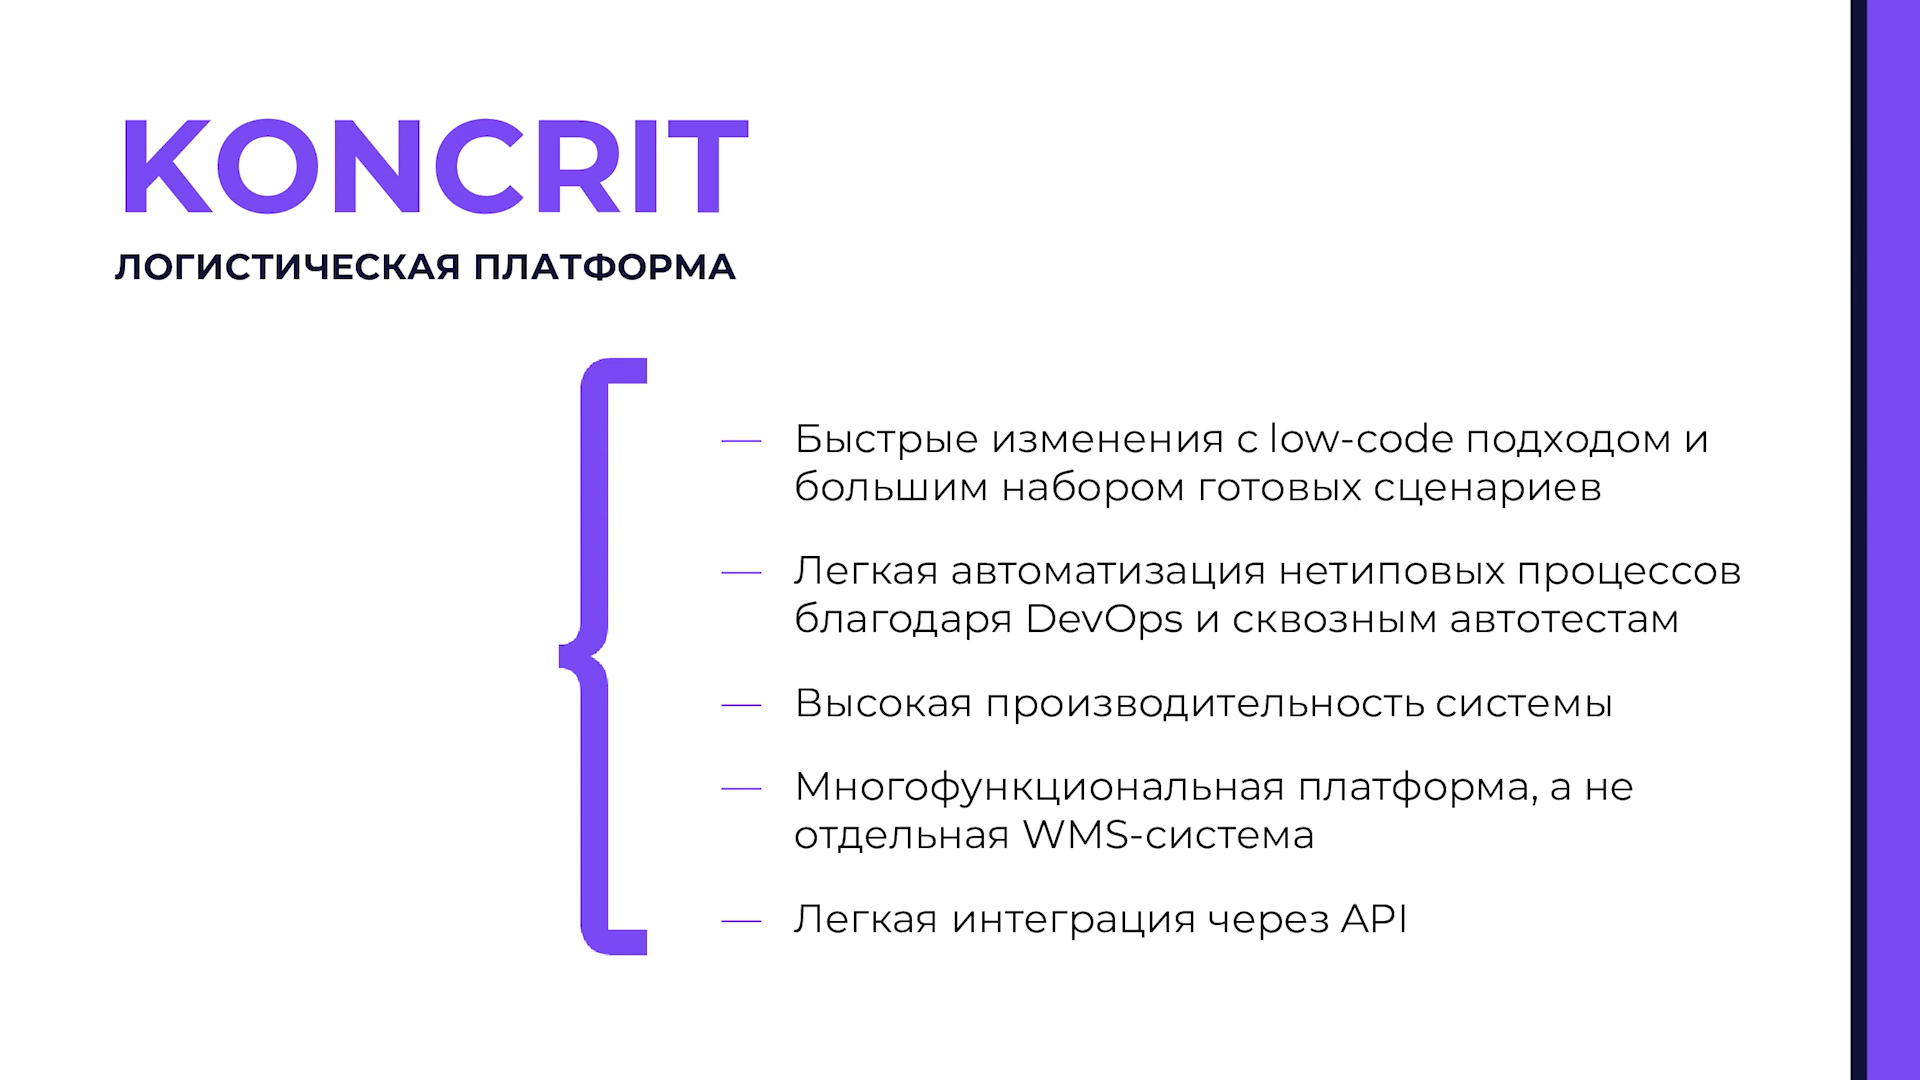 KONCRIT
ЛОГИСТИЧЕСКАЯ ПЛАТФОРМА
— Быстрые изменения с low-code подходом и
большим набором готовых сценариев
— Легкая автоматизация нетиповых процессов
благодаря DevOps и сквозным автотестам
— Высокая производительность системы
— Многофункциональная платформа, а не
отдельная WMS-система
— Легкая интеграция через API